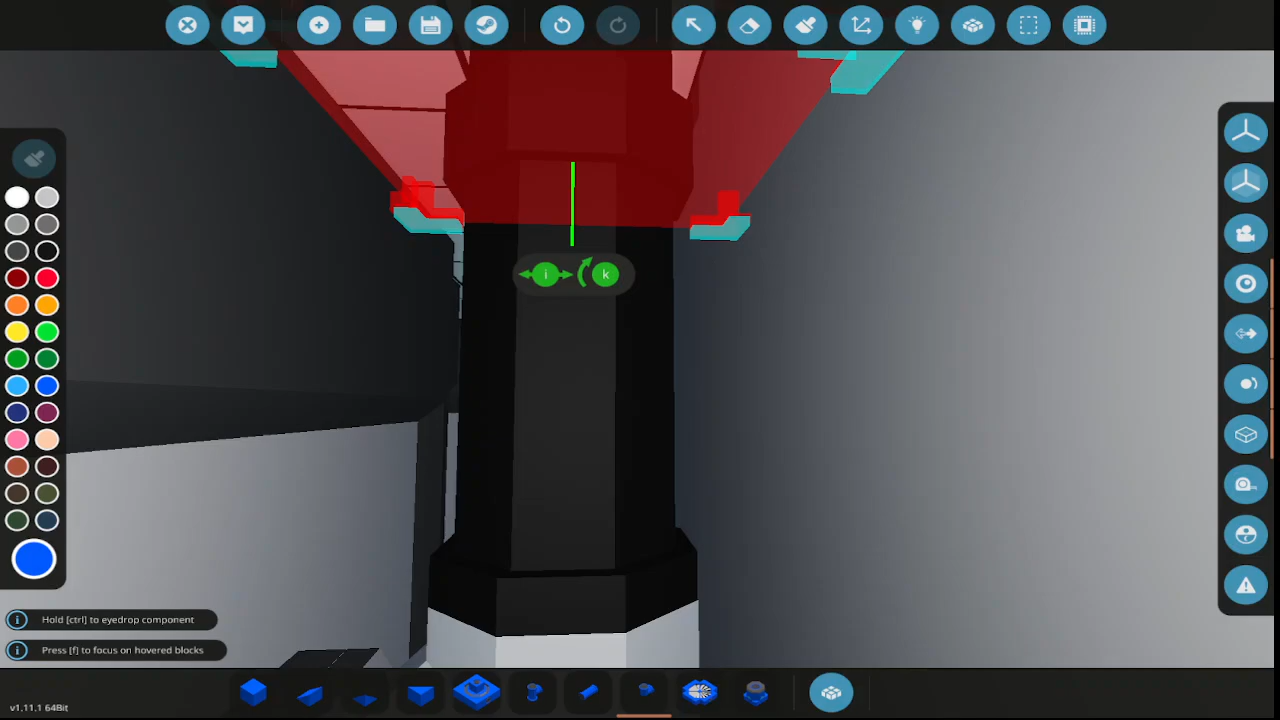 i k
Hold [ctrl] to eyedrop component
Press [f] to focus on hovered blocks
v1.11.1 64Bit